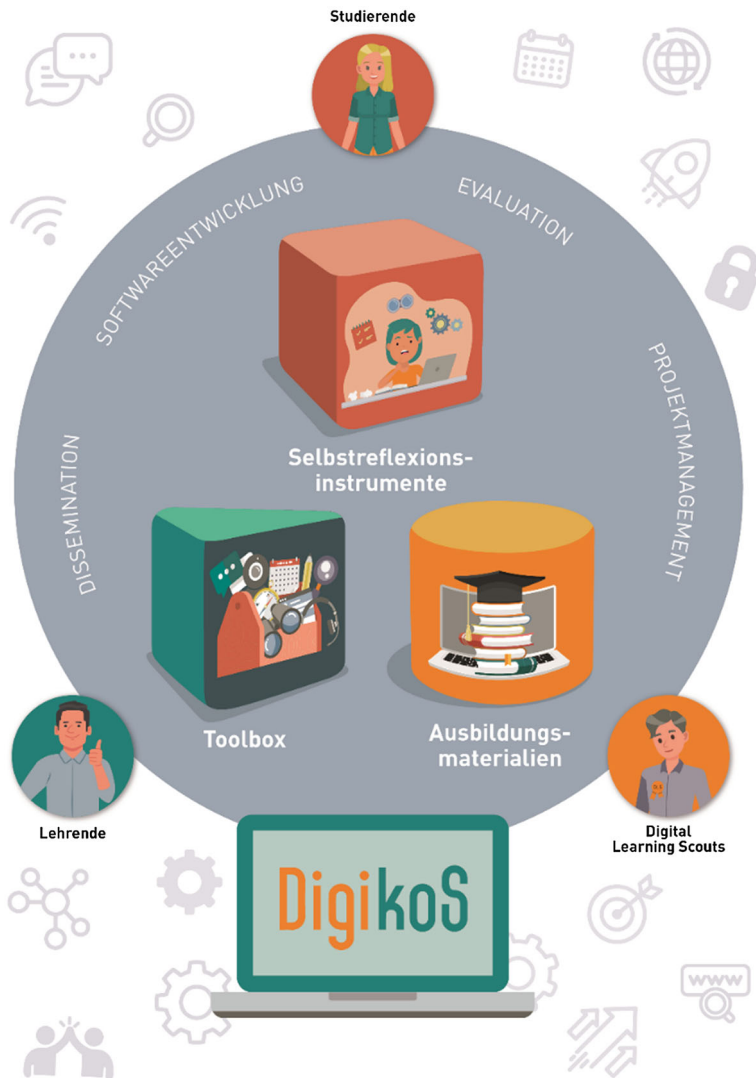 Studierende
SOFTWAREENTWICKLUNG
EVALUATION
DISSEMINATION
PROJEKTMANAGEMENT
Selbstreflexions-
instrumente
Toolbox
Ausbildungs-
materialien
Lehrende
Digital
Learning Scouts
DigikoS
WWW